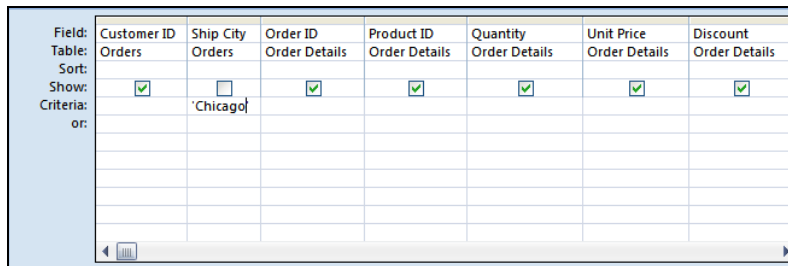 Field: Customer ID Ship City Order ID Product ID Quantity Unit Price Discount
Table: Orders Orders Order Details Order Details Order Details Order Details Order Details
Sort:
Show:
Criteria: 'Chicago'
or: